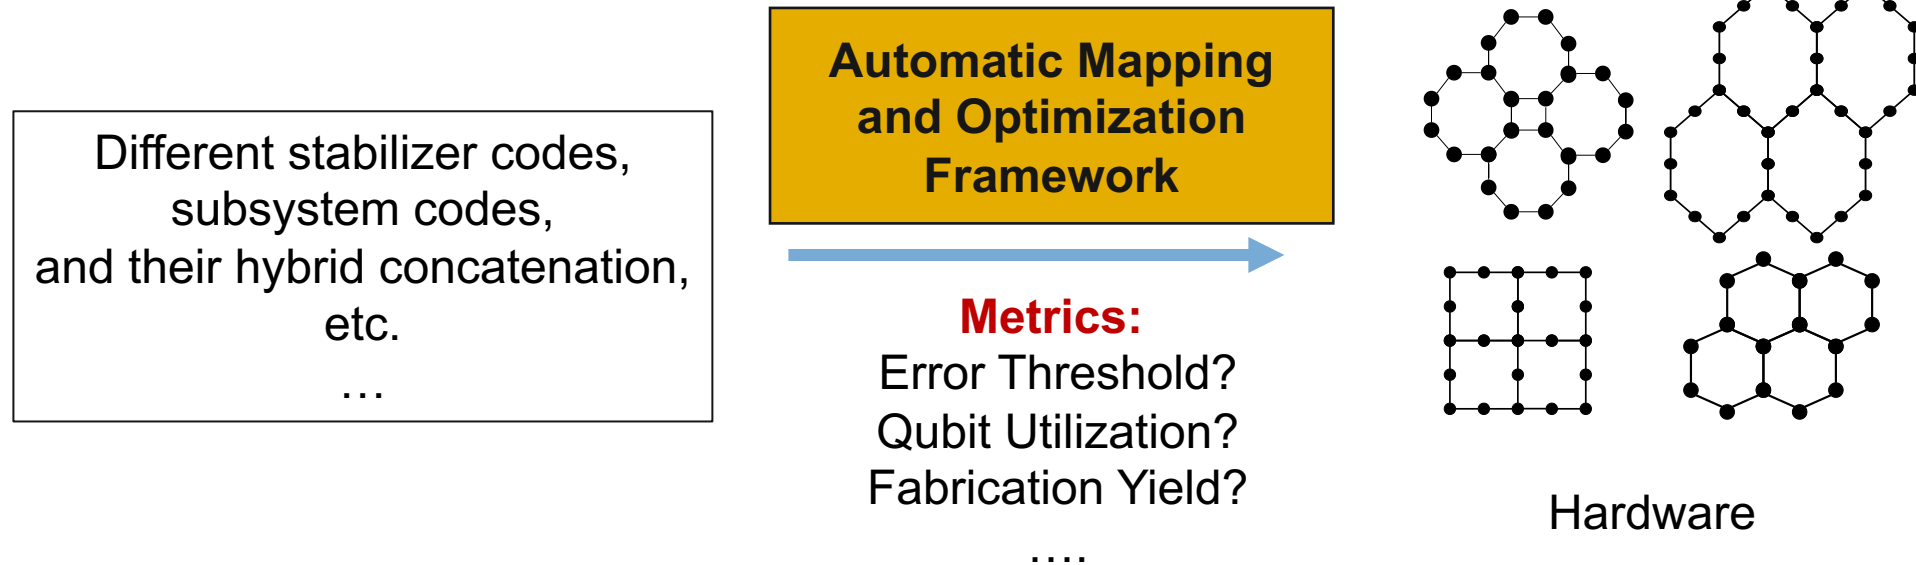 Different stabilizer codes,
subsystem codes,
and their hybrid concatenation,
etc.
…
Automatic Mapping
and Optimization
Framework
Metrics:
Error Threshold?
Qubit Utilization?
Fabrication Yield?
….
Hardware